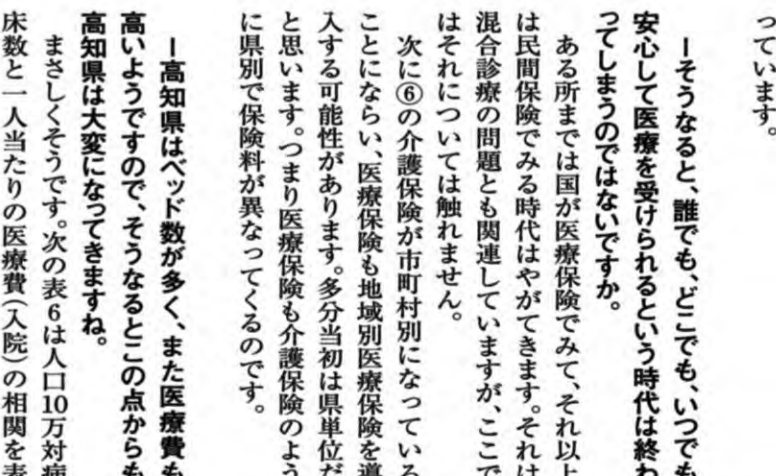 っています。
ーそうなると、誰でも、どこでも、いつでも
安心して医療を受けられるという時代は終わ
ってしまうのではないですか。
ある所までは国が医療保険でみて、それ以上
は民間保険でみる時代はやがてきます。それは
混合診療の問題とも関連していますが、ここで
はそれについては触れません。
次に⑥の介護保険が市町村別になっている
ことにならい、医療保険も地域別医療保険を導
入する可能性があります。多分当初は県単位だ
と思います。つまり医療保険も介護保険のよう
に県別で保険料が異なってくるのです。
ー高知県はベッド数が多く、また医療費も
高いようですので、そうなるとこの点からも
高知県は大変になってきますね。
まさしくそうです。次の表6は人口10万対病
床数と一人当たりの医療費(入院)の相関を表